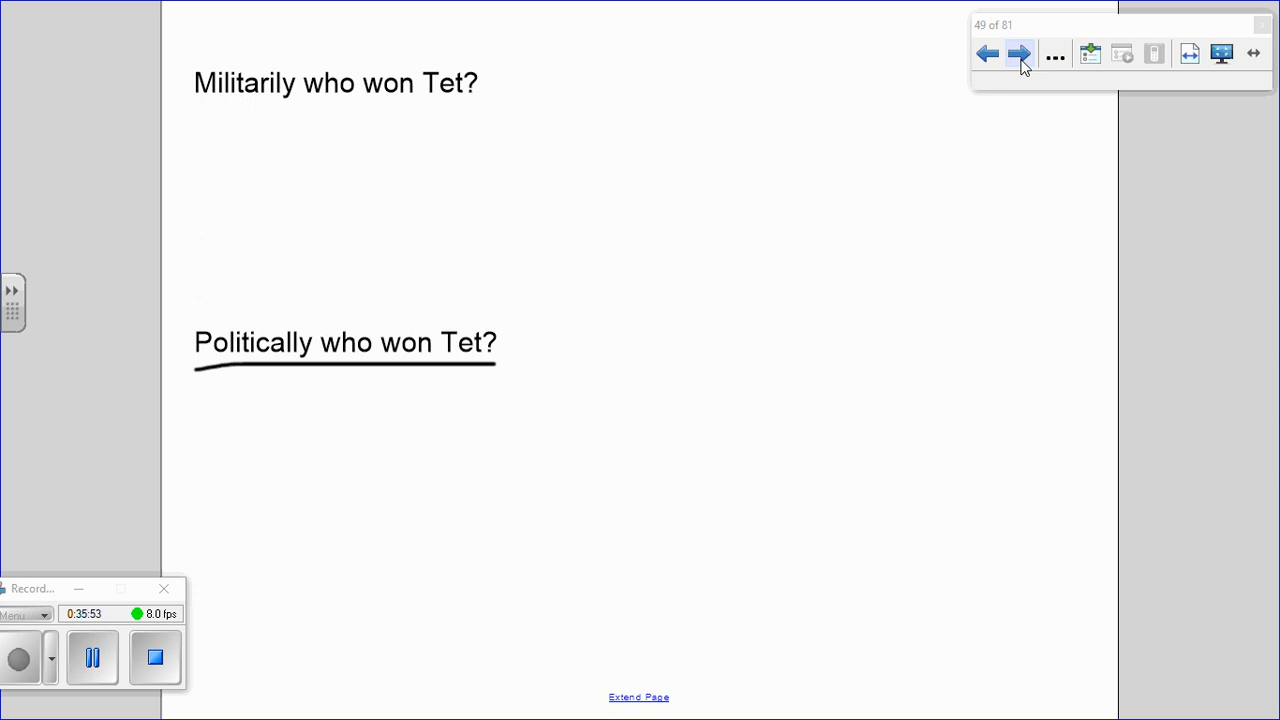 49 of 81
Militarily who won Tet?
Politically who won Tet?
Record...
Menu
0:35:53
8.0 fps
Extend Page